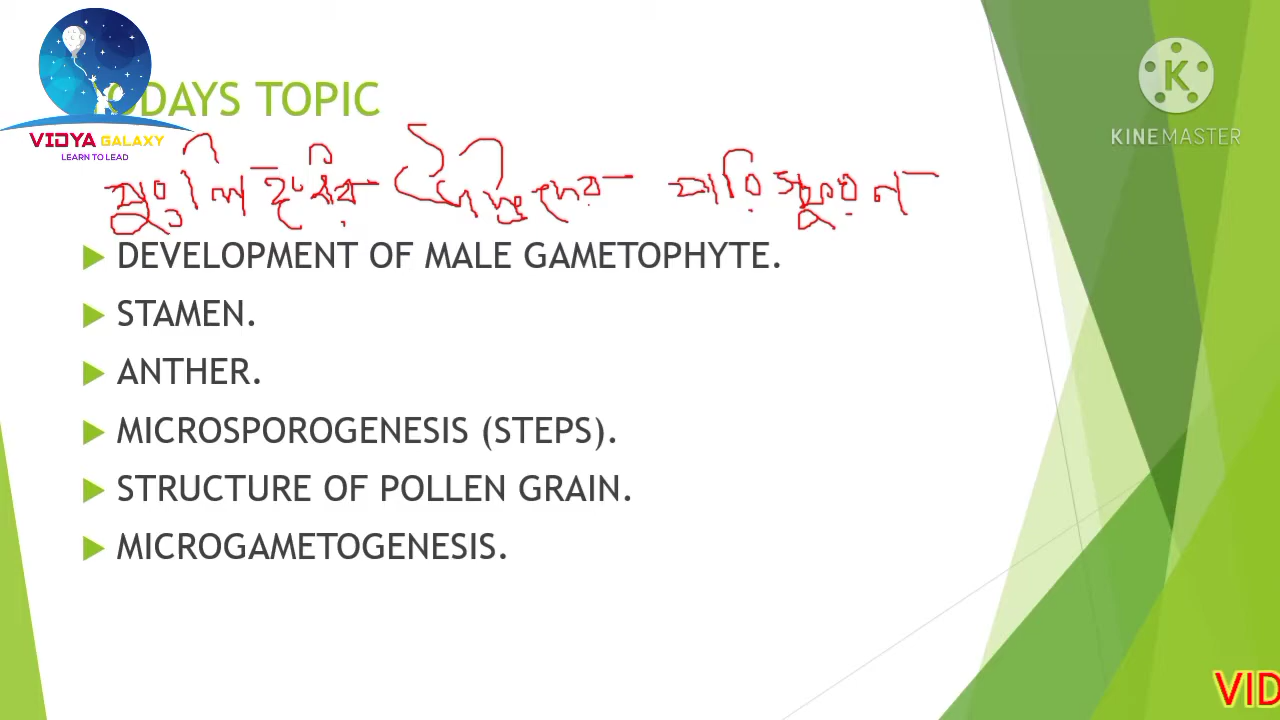 VIDYA GALAXY
LEARN TO LEAD
ODAYS TOPIC
KINEMASTER
DEVELOPMENT OF MALE GAMETOPHYTE.
STAMEN.
ANTHER.
MICROSPOROGENESIS (STEPS).
STRUCTURE OF POLLEN GRAIN.
MICROGAMETOGENESIS.
VID